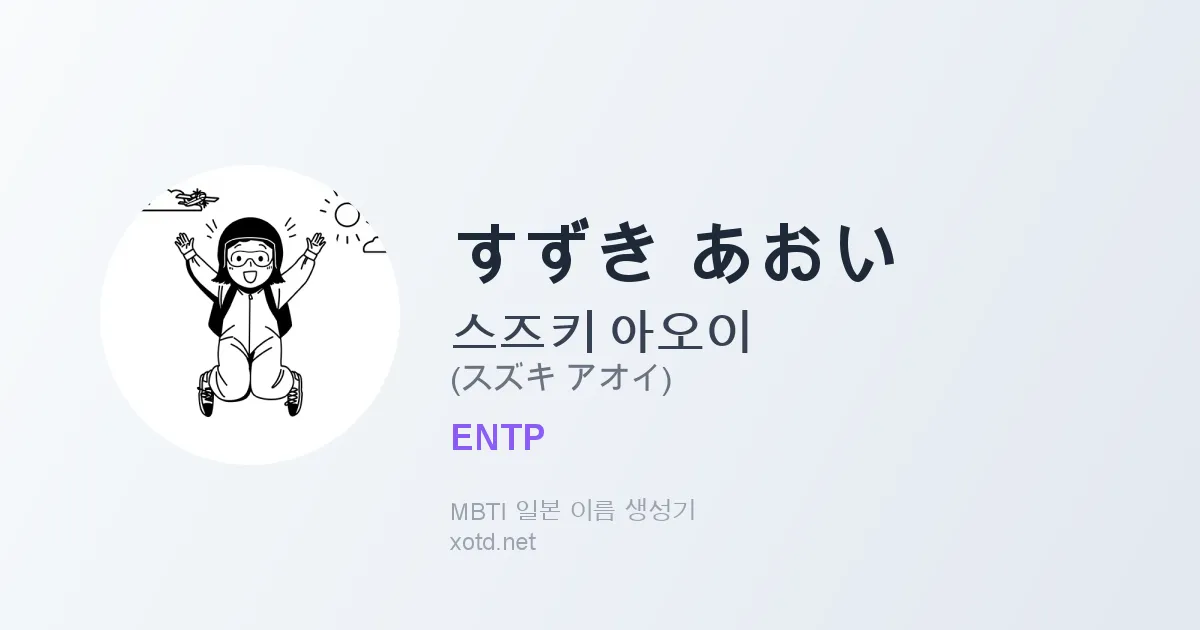 すずき あおい
스즈키 아오이
(スズキ アオイ)
ENTP
MBTI 일본 이름 생성기
xotd.net